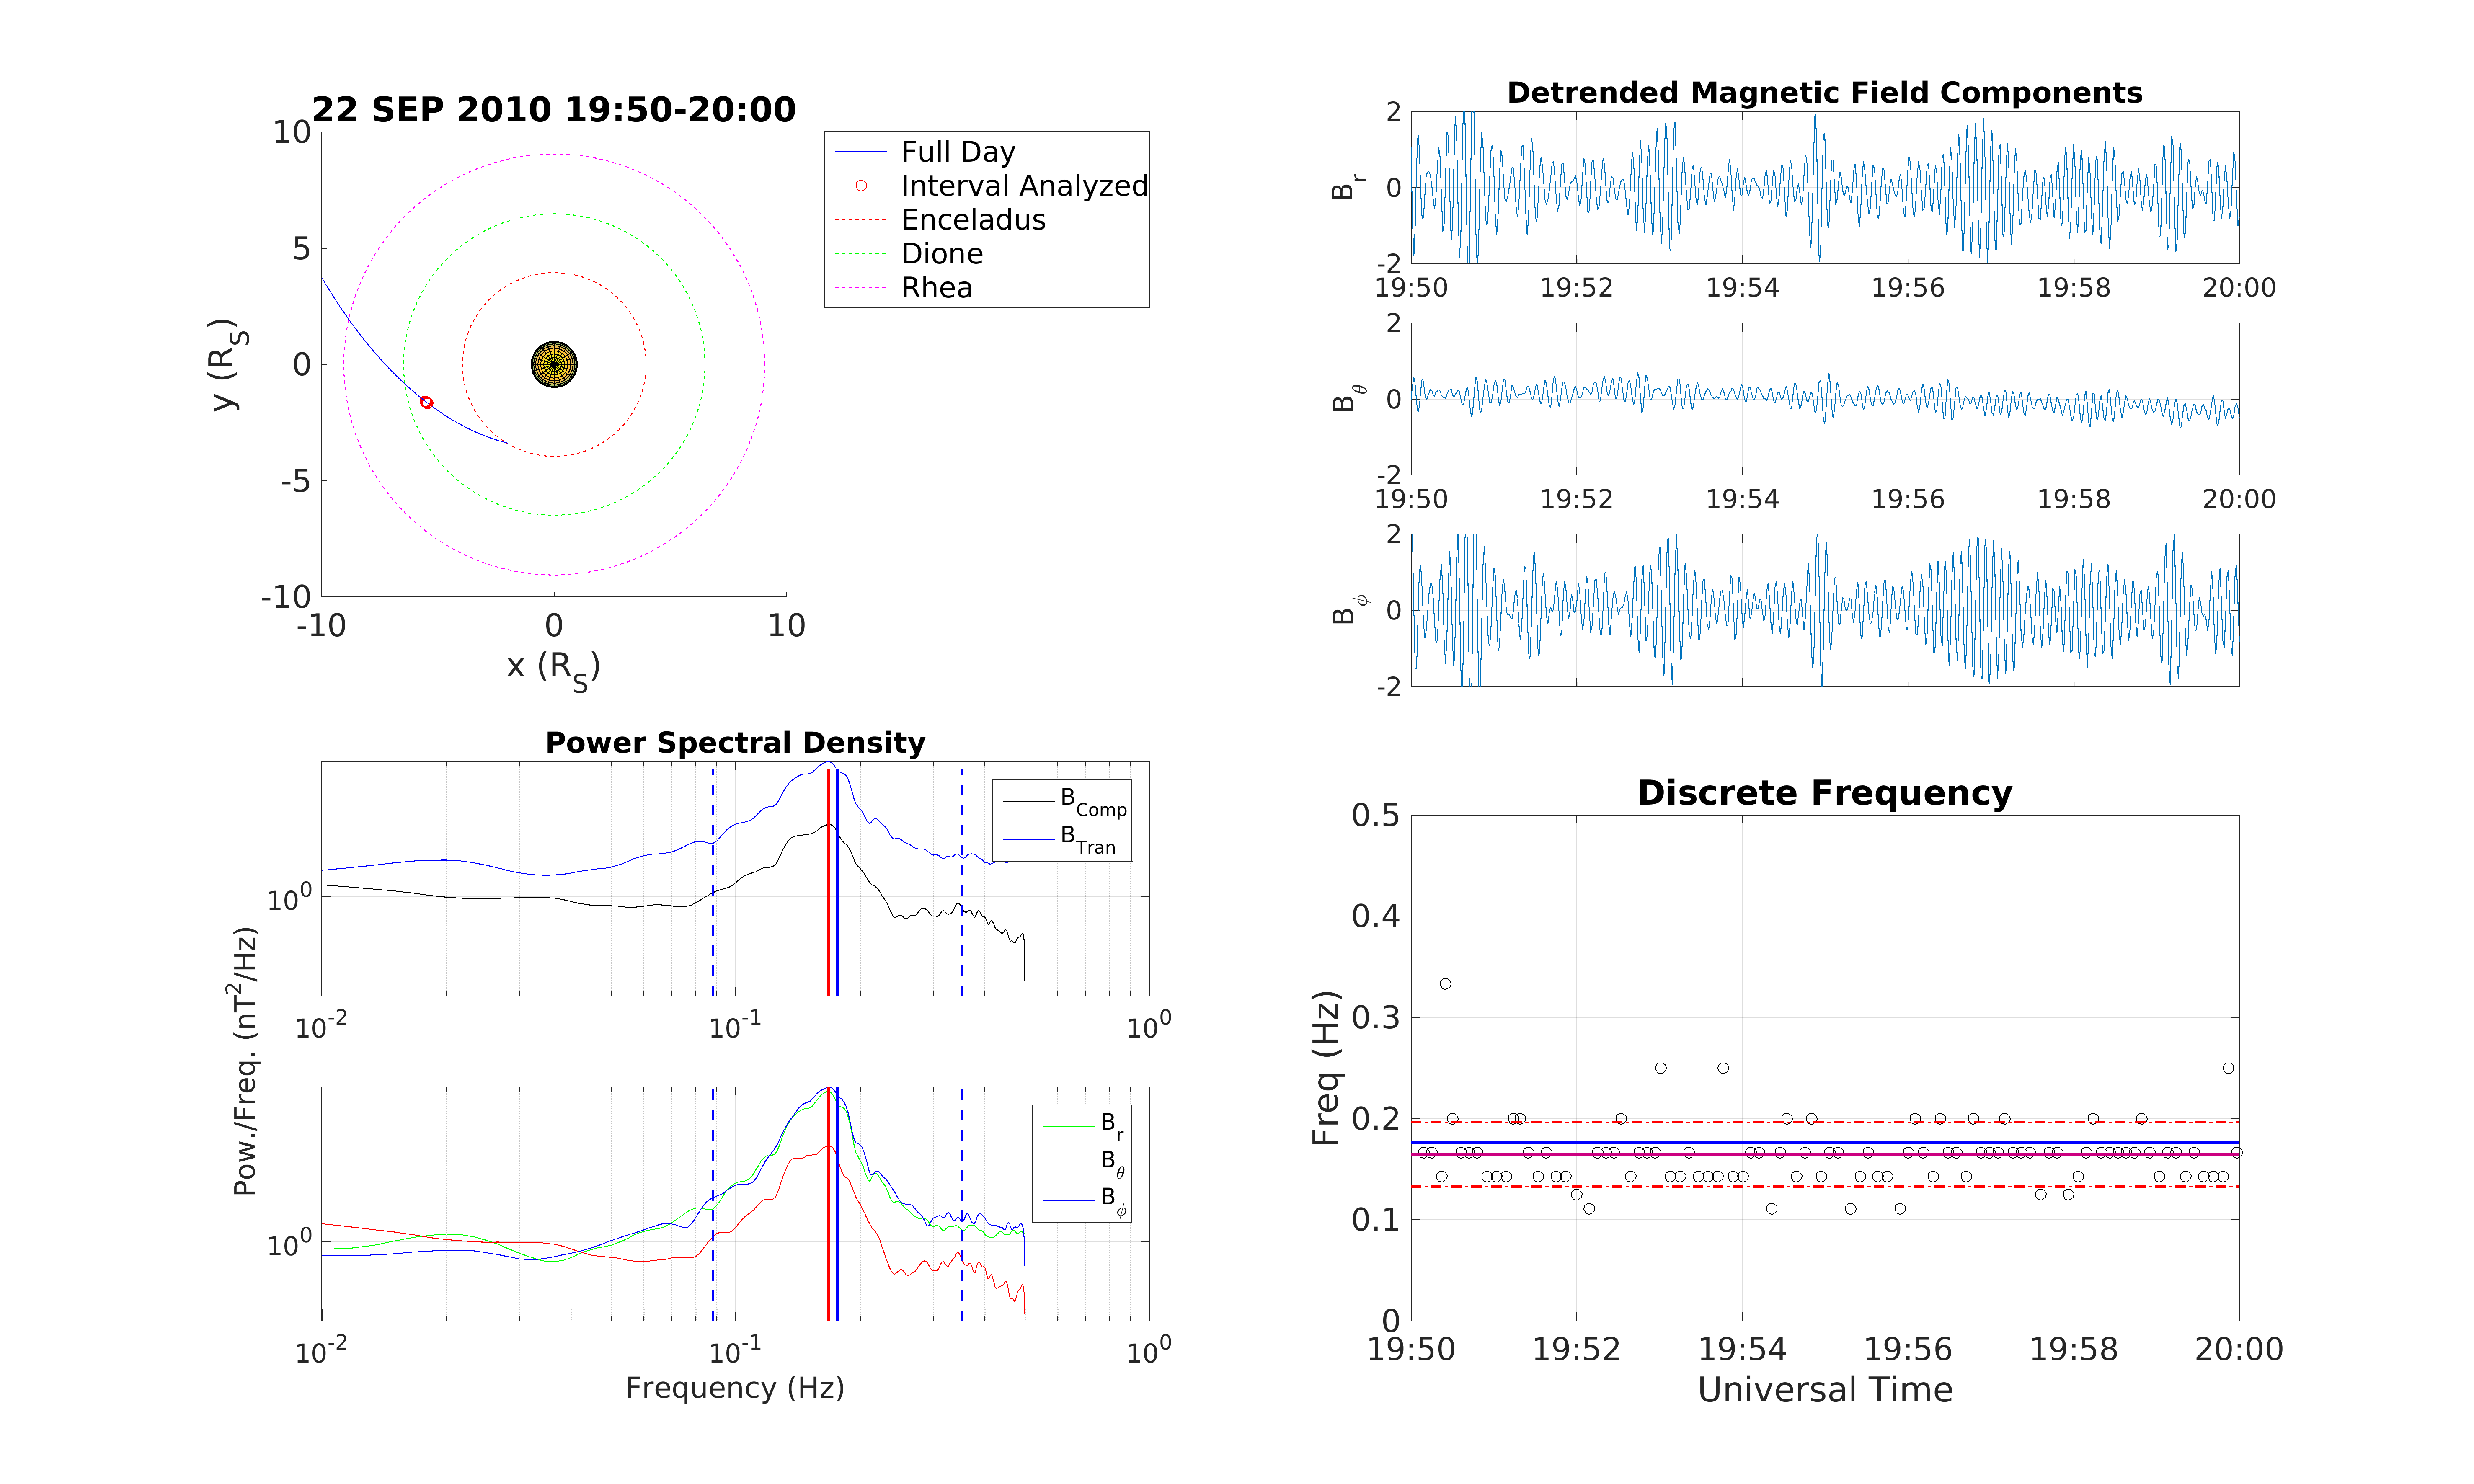 22 SEP 2010 19:50-20:00
10
5
0
-5
-10
y (R_S)
-10 0 10
x (R_S)
Full Day
Interval Analyzed
Enceladus
Dione
Rhea
Detrended Magnetic Field Components
2
0
-2
B_r
19:50 19:52 19:54 19:56 19:58 20:00
2
0
-2
B_θ
19:50 19:52 19:54 19:56 19:58 20:00
2
0
-2
B_ϕ
Power Spectral Density
10^0
B_Comp
B_Tran
10^-2 10^-1 10^0
Pow./Freq. (nT^2/Hz)
10^0
B_r
B_θ
B_ϕ
10^-2 10^-1 10^0
Frequency (Hz)
Discrete Frequency
0.5
0.4
0.3
0.2
0.1
0
Freq (Hz)
19:50 19:52 19:54 19:56 19:58 20:00
Universal Time